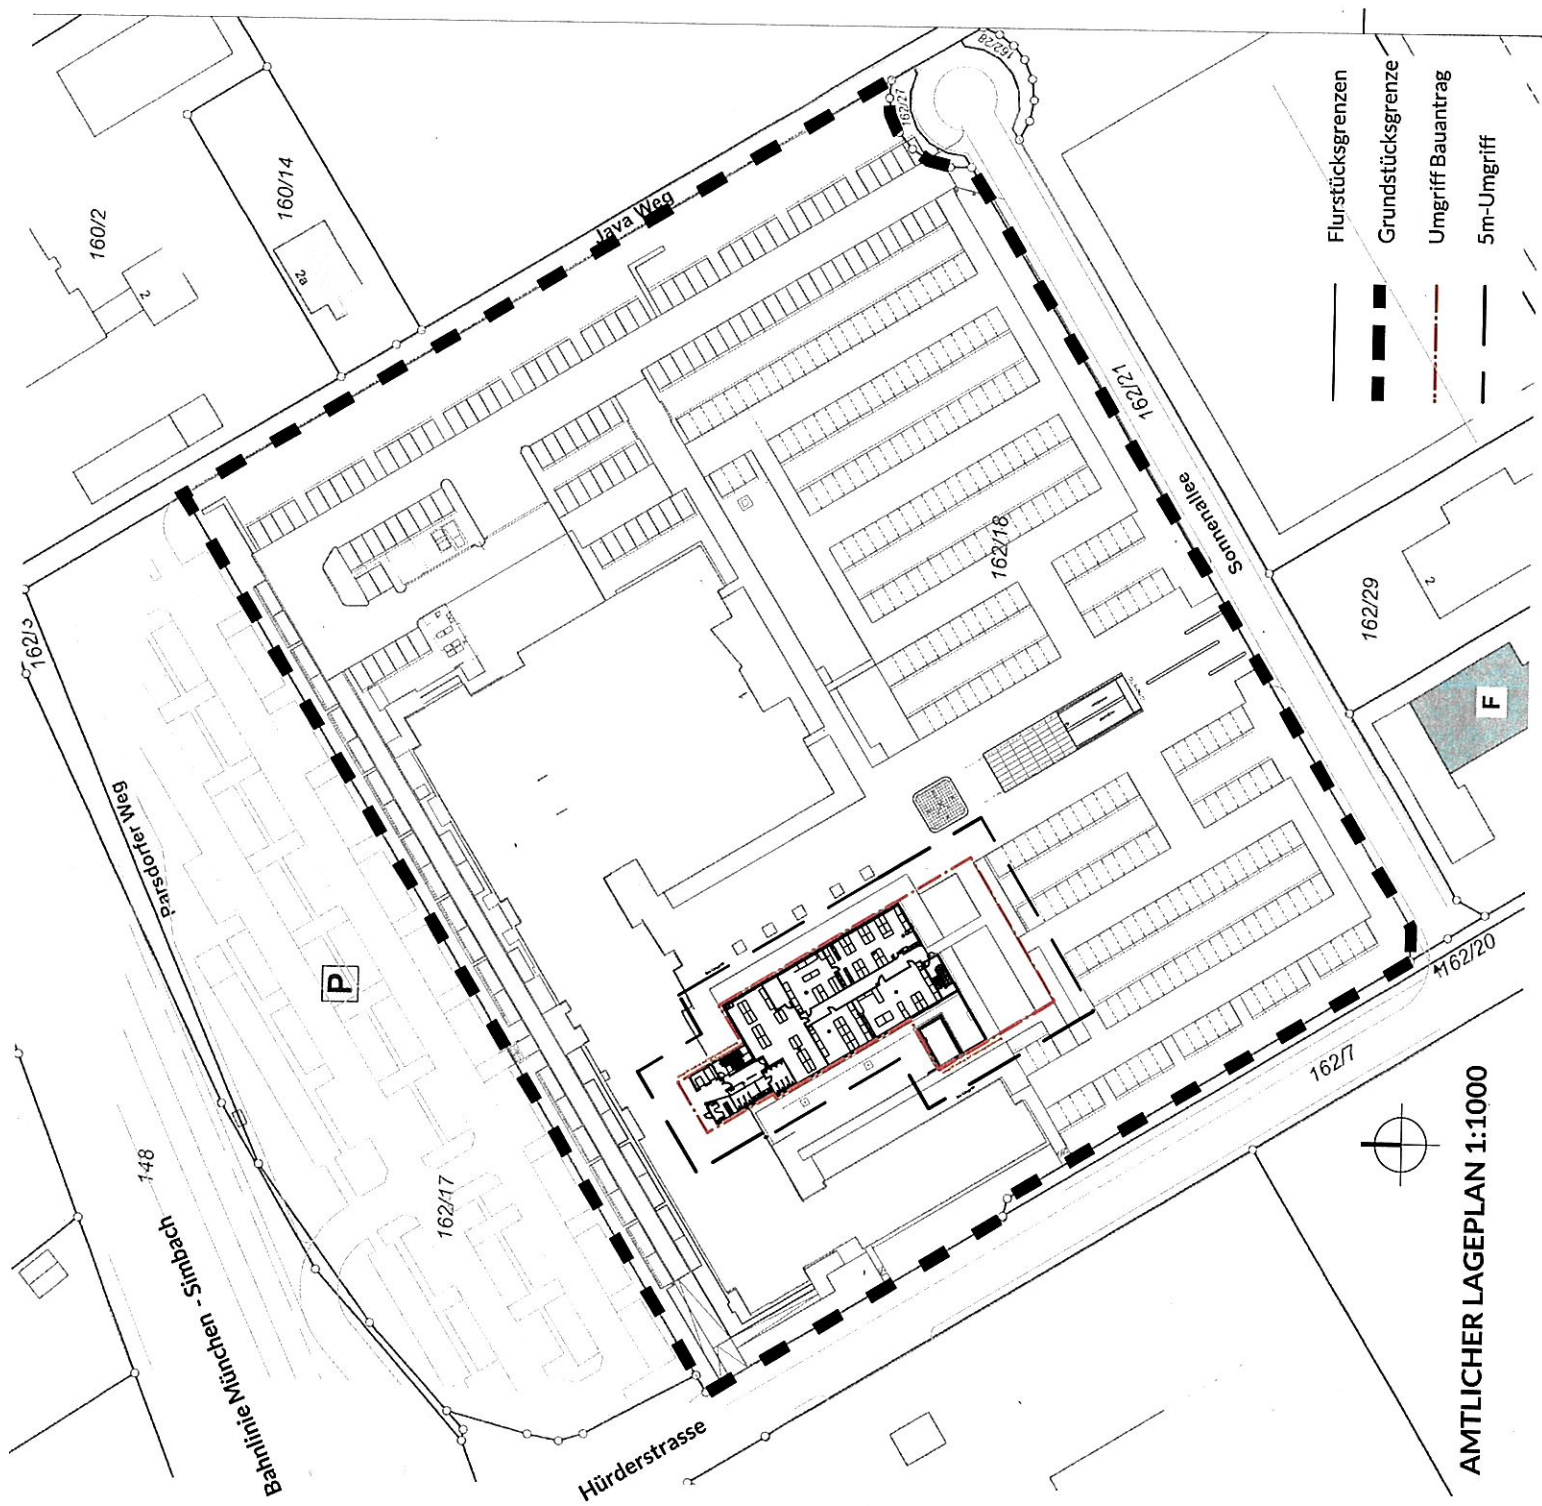 160/2
2
160/14
2a
Java Weg
162/28
162/27
Flurstücksgrenzen
Grundstücksgrenze
Umgriff Bauantrag
5m-Umgriff
162/21
Sonnenallee
162/18
162/29
2
F
Parsdorfer Weg
P
148
162/17
Bahnlinie München - Simbach
Hürderstrasse
162/20
162/7
AMTLICHER LAGEPLAN 1:1000